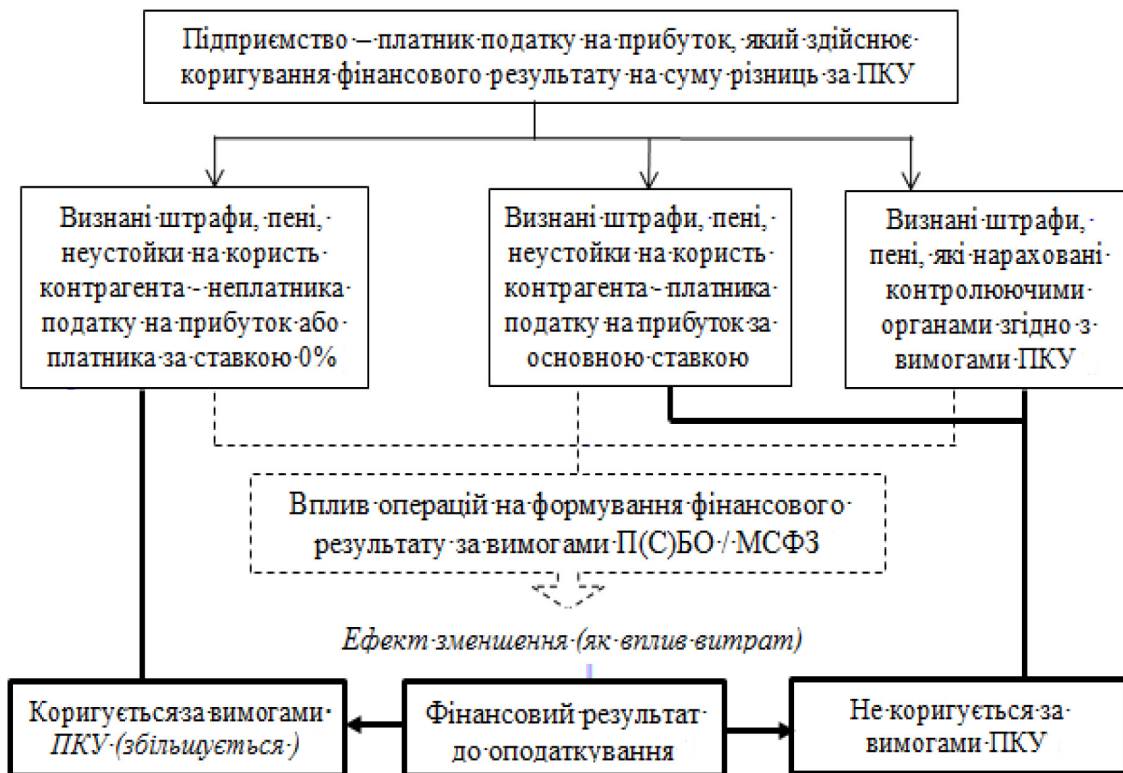 Підприємство – платник податку на прибуток, який здійснює
коригування фінансового результату на суму різниць за ПКУ
Визнані штрафи, пені,
неустойки на користь
контрагента - неплатника
податку на прибуток або
платника за ставкою 0%
Визнані штрафи, пені,
неустойки на користь
контрагента - платника
податку на прибуток за
основною ставкою
Визнані штрафи,
пені, які нараховані
контролюючими
органами згідно з
вимогами ПКУ
Вплив операцій на формування фінансового
результату за вимогами П(С)БО / МСФЗ
Ефект зменшення (як вплив витрат)
Коригується за вимогами
ПКУ (збільшується )
Фінансовий результат
до оподаткування
Не коригується за
вимогами ПКУ